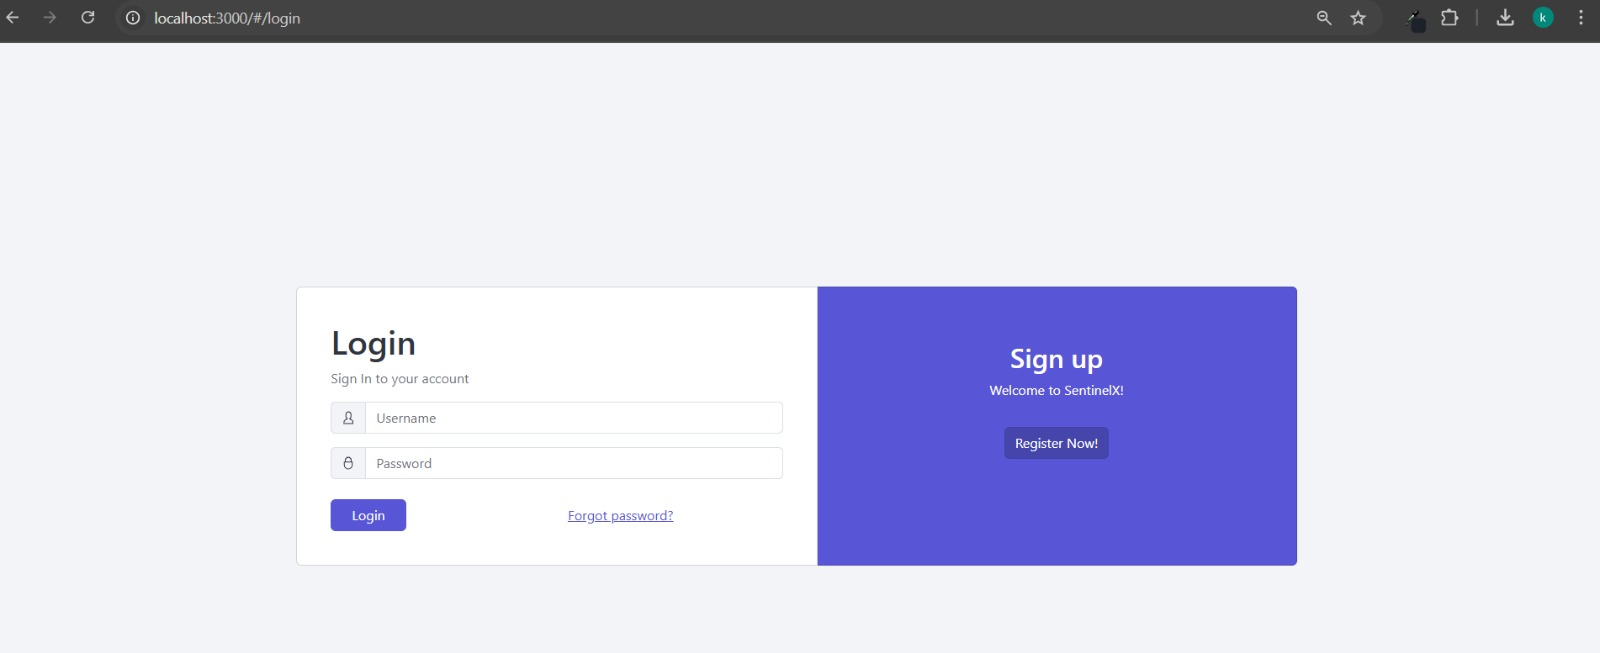 localhost:3000/#/login
k
Login
Sign In to your account
Username
Password
Login
Forgot password?
Sign up
Welcome to SentinelX!
Register Now!